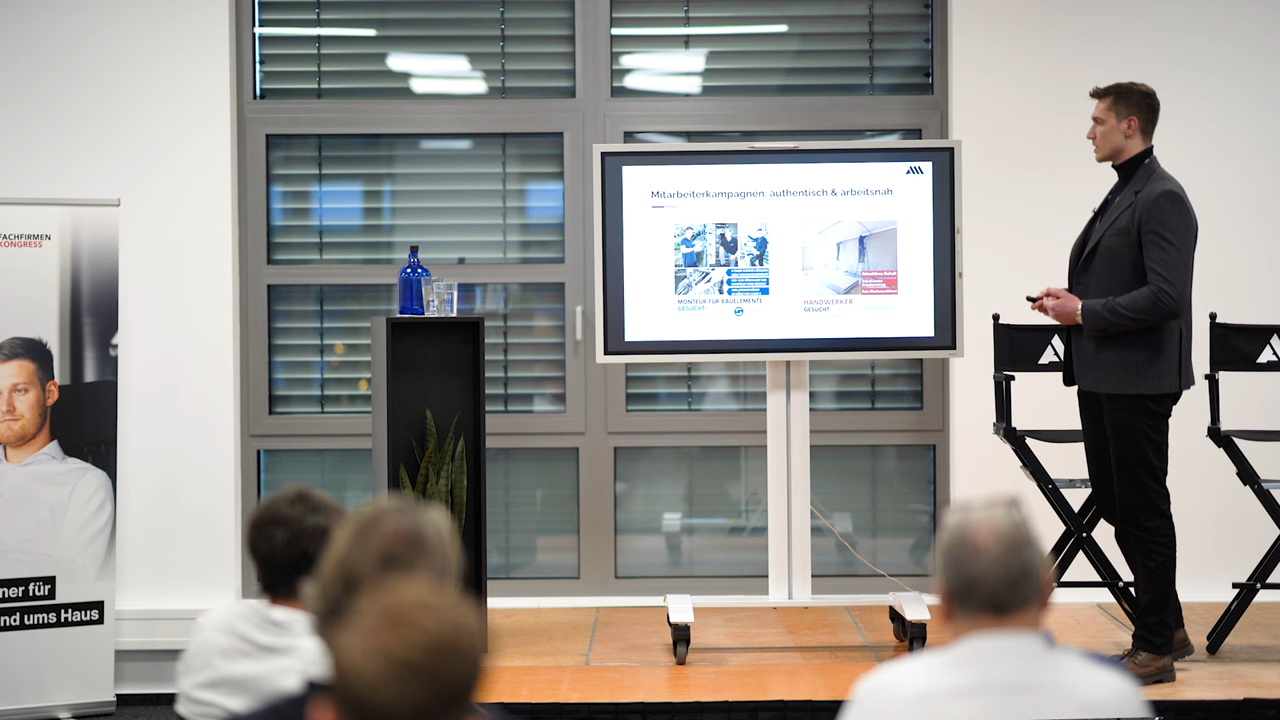 FACHFIRMEN
KONGRESS
ner für
nd ums Haus
Mitarbeiterkampagnen: authentisch & arbeitsnah
MONTEUR FÜR BAUELEMENTE
GESUCHT
HANDWERKER
GESUCHT